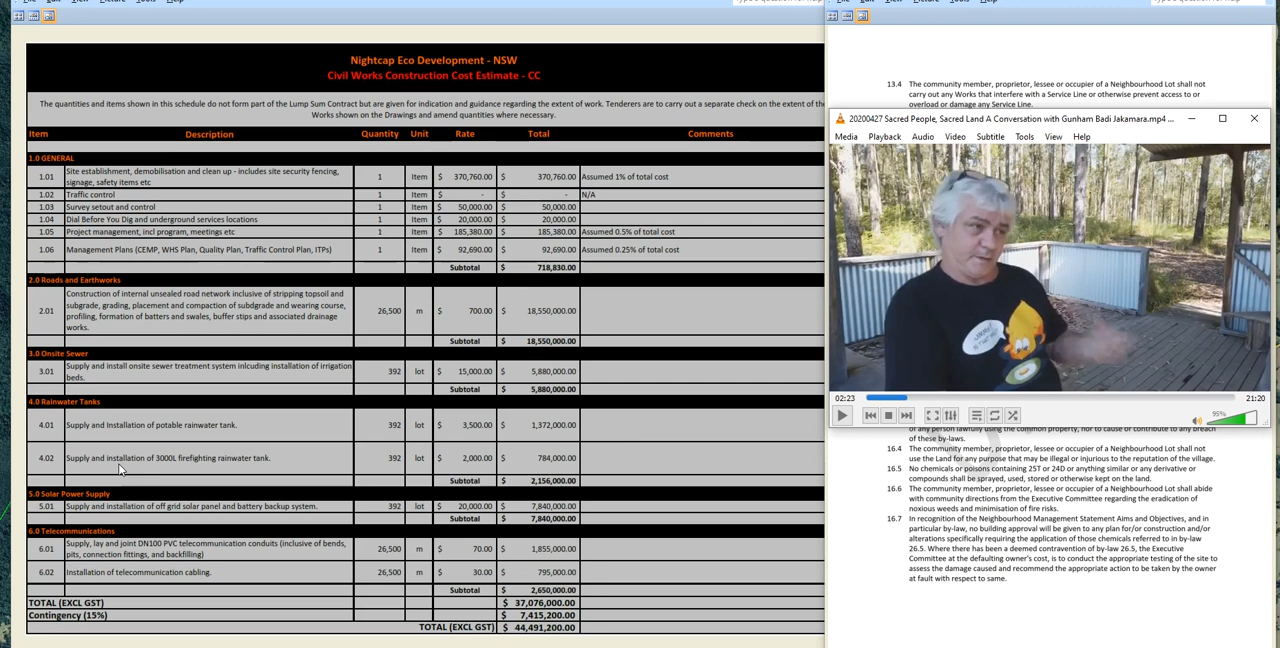 Nightcap Eco Development - NSW
Civil Works Construction Cost Estimate - CC
The quantities and items shown in this schedule do not form part of the Lump Sum Contract but are given for indication and guidance regarding the extent of work. Tenderers are to carry out a separate check on the extent of the
Works shown on the Drawings and amend quantities where necessary.
Item Description Quantity Unit Rate Total Comments
1.0 GENERAL
1.01 Site establishment, demobilisation and clean up - includes site security fencing, signage, safety items etc 1 Item $ 370,760.00 $ 370,760.00 Assumed 1% of total cost
1.02 Traffic control 1 Item $ - $ - N/A
1.03 Survey setout and control 1 Item $ 50,000.00 $ 50,000.00
1.04 Dial Before You Dig and underground services locations 1 Item $ 20,000.00 $ 20,000.00
1.05 Project management, incl program, meetings etc 1 Item $ 185,380.00 $ 185,380.00 Assumed 0.5% of total cost
1.06 Management Plans (CEMP, WHS Plan, Quality Plan, Traffic Control Plan, ITPs) 1 Item $ 92,690.00 $ 92,690.00 Assumed 0.25% of total cost
Subtotal $ 718,830.00
2.0 Roads and Earthworks
2.01 Construction of internal unsealed road network inclusive of stripping topsoil and subgrade, grading, placement and compaction of subdgrade and wearing course, profiling, formation of batters and swales, buffer stips and associated drainage works. 26,500 m $ 700.00 $ 18,550,000.00
Subtotal $ 18,550,000.00
3.0 Onsite Sewer
3.01 Supply and install onsite sewer treatment system inlcuding installation of irrigation beds. 392 lot $ 15,000.00 $ 5,880,000.00
Subtotal $ 5,880,000.00
4.0 Rainwater Tanks
4.01 Supply and Installation of potable rainwater tank. 392 lot $ 3,500.00 $ 1,372,000.00
4.02 Supply and installation of 3000L firefighting rainwater tank. 392 lot $ 2,000.00 $ 784,000.00
Subtotal $ 2,156,000.00
5.0 Solar Power Supply
5.01 Supply and installation of off grid solar panel and battery backup system. 392 lot $ 20,000.00 $ 7,840,000.00
Subtotal $ 7,840,000.00
6.0 Telecommunications
6.01 Supply, lay and joint DN100 PVC telecommunication conduits (inclusive of bends, pits, connection fittings, and backfilling) 26,500 m $ 70.00 $ 1,855,000.00
6.02 Installation of telecommunication cabling. 26,500 m $ 30.00 $ 795,000.00
Subtotal $ 2,650,000.00
TOTAL (EXCL GST) $ 37,076,000.00
Contingency (15%) $ 7,415,200.00
TOTAL (EXCL GST) $ 44,491,200.00
13.4 The community member, proprietor, lessee or occupier of a Neighbourhood Lot shall not
carry out any Works that interfere with a Service Line or otherwise prevent access to or
overload or damage any Service Line.
20200427 Sacred People, Sacred Land A Conversation with Gunham Badi Jakamara.mp4 ...
Media Playback Audio Video Subtitle Tools View Help
02:23 21:20
95%
of any person lawfully using the common property, nor to cause or contribute to any breach
of these by-laws.
16.4 The community member, proprietor, lessee or occupier of a Neighbourhood Lot shall not
use the Land for any purpose that may be illegal or injurious to the reputation of the village.
16.5 No chemicals or poisons containing 25T or 24D or anything similar or any derivative or
compounds shall be sprayed, used, stored or otherwise kept on the land.
16.6 The community member, proprietor, lessee or occupier of a Neighbourhood Lot shall abide
with community directions from the Executive Committee regarding the eradication of
noxious weeds and minimisation of fire risks.
16.7 In recognition of the Neighbourhood Management Statement Aims and Objectives, and in
particular by-law, no building approval will be given to any plan for/or construction and/or
alterations specifically requiring the application of those chemicals referred to in by-law
26.5. Where there has been a deemed contravention of by-law 26.5, the Executive
Committee at the defaulting owner's cost, is to conduct the appropriate testing of the site to
assess the damage caused and recommend the appropriate action to be taken by the owner
at fault with respect to same.